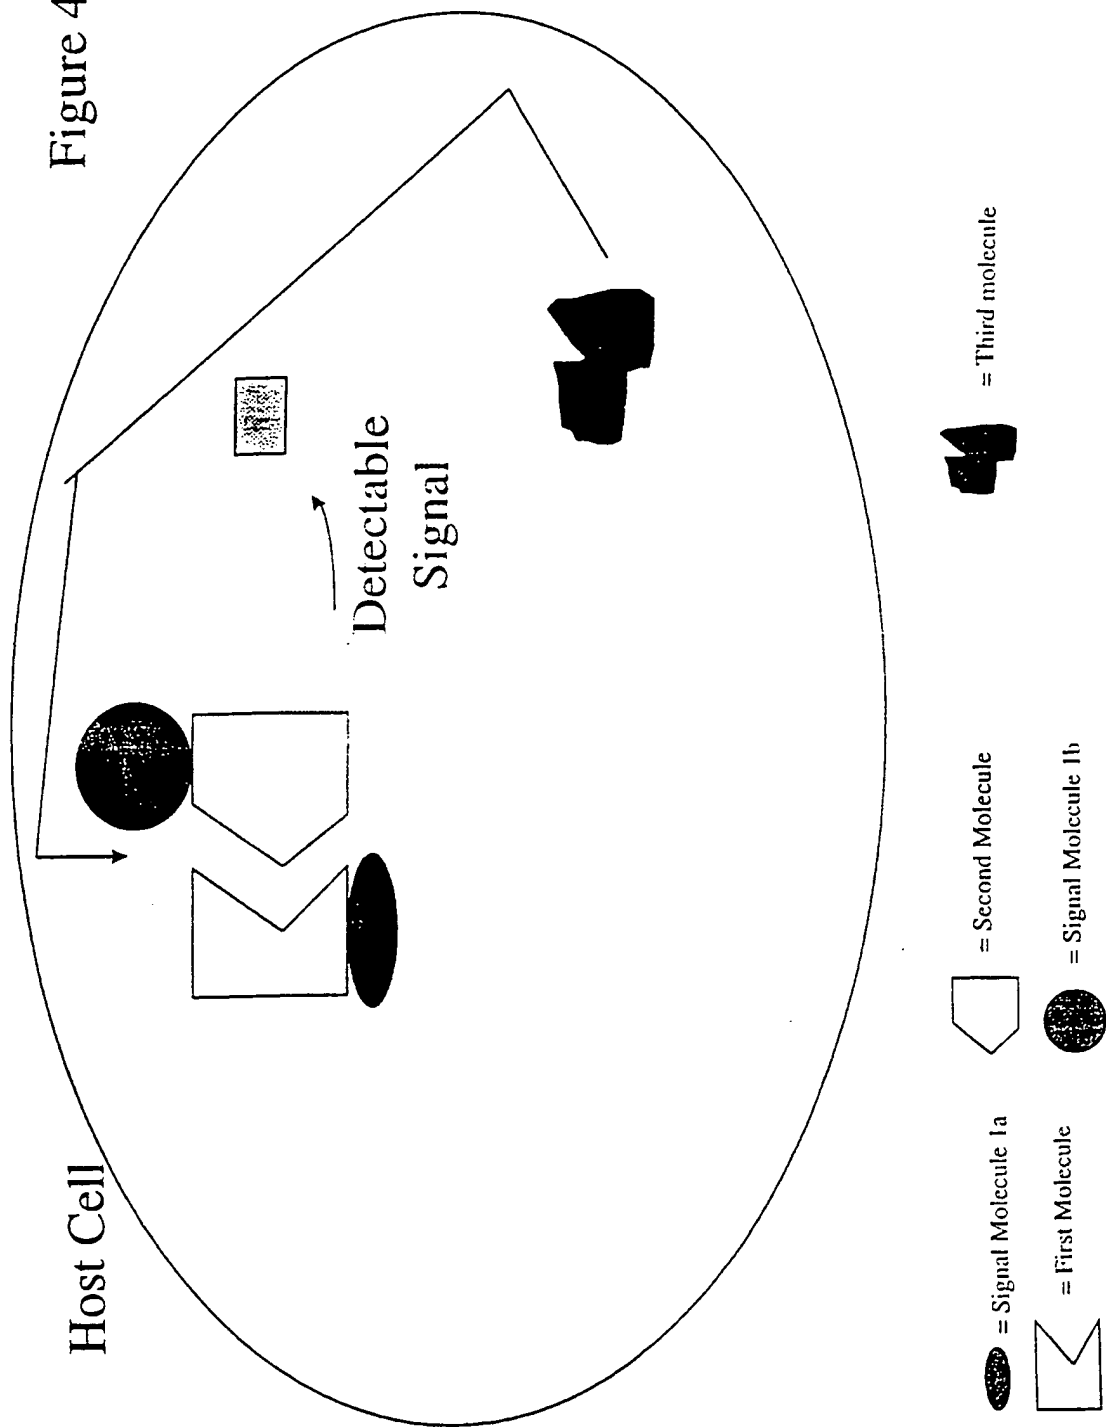 Figure 4
Host Cell
Detectable
Signal
= Signal Molecule 1a
= Second Molecule
= Third molecule
= First Molecule
= Signal Molecule 1b